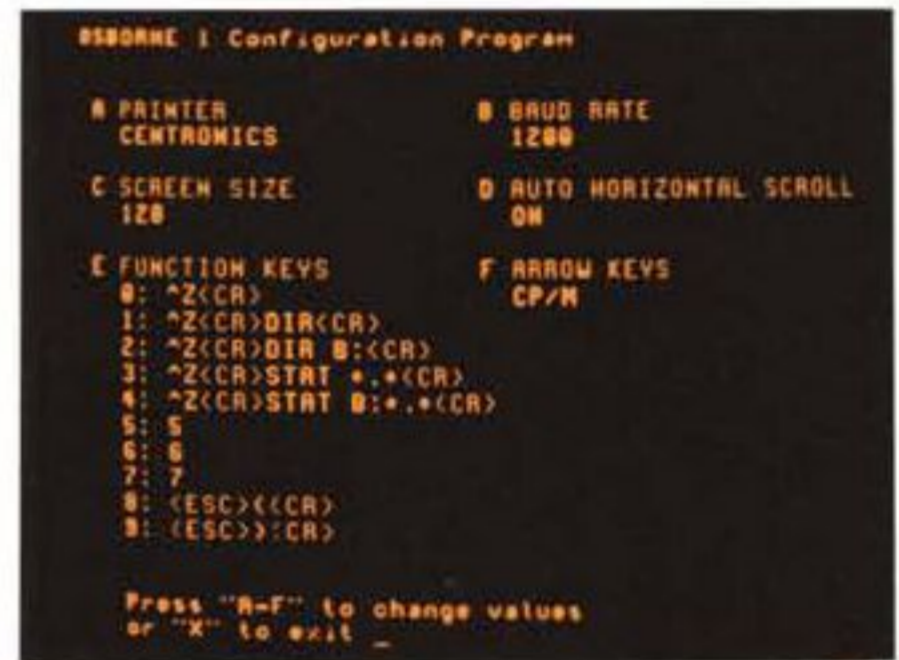 OSBORNE I Configuration Program
A PRINTER
CENTRONICS
B BAUD RATE
1200
C SCREEN SIZE
128
D AUTO HORIZONTAL SCROLL
ON
E FUNCTION KEYS
0: ^Z<CR>
1: ^Z<CR>DIR<CR>
2: ^Z<CR>DIR B:<CR>
3: ^Z<CR>STAT *.*<CR>
4: ^Z<CR>STAT B:*.*<CR>
5: 5
6: 6
7: 7
8: <ESC><<CR>
9: <ESC>>:CR>
F ARROW KEYS
CP/M
Press "A-F" to change values
or "X" to exit _